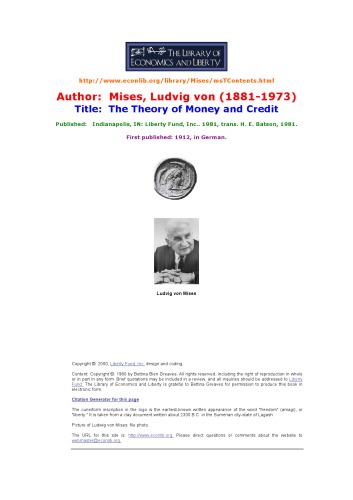 THE LIBRARY OF
ECONOMICS AND LIBERTY
http://www.econlib.org/library/Mises/msTContents.html
Author: Mises, Ludvig von (1881-1973)
Title: The Theory of Money and Credit
Published: Indianapolis, IN: Liberty Fund, Inc.. 1981, trans. H. E. Batson, 1981.
First published: 1912, in German.
Ludvig von Mises
Copyright ©: 2000, Liberty Fund, Inc. design and coding.
Content: Copyright ©. 1980 by Bettina Bien Greaves. All rights reserved, including the right of reproduction in whole
or in part in any form. Brief quotations may be included in a review, and all inquiries should be addressed to Liberty
Fund. The Library of Economics and Liberty is grateful to Bettina Greaves for permission to produce this book in
electronic form.
Citation Generator for this page
The cuneiform inscription in the logo is the earliest-known written appearance of the word "freedom" (amagi), or
"liberty." It is taken from a clay document written about 2300 B.C. in the Sumerian city-state of Lagash
Picture of Ludvig von Mises: file photo.
The URL for this site is: http://www.econlib.org. Please direct questions or comments about the website to
webmaster@econlib.org.